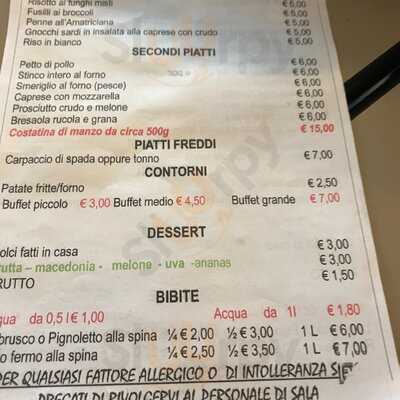 Risotto ai funghi misti € 5,00
Fusilli ai broccoli € 5,00
Penne all'Amatriciana € 5,00
Gnocchi sardi in insalata alla caprese con crudo € 5,00
Riso in bianco € 5,00
SECONDI PIATTI
Petto di pollo € 6,00
Stinco intero al forno € 6,00
Smeriglio al forno (pesce) € 6,00
Caprese con mozzarella € 6,00
Prosciutto crudo e melone € 6,00
Bresaola rucola e grana € 6,00
Costatina di manzo da circa 500g € 15,00
PIATTI FREDDI
Carpaccio di spada oppure tonno € 7,00
CONTORNI
Patate fritte/forno € 2,50
Buffet piccolo € 3,00 Buffet medio € 4,50 Buffet grande € 7,00
DESSERT
olci fatti in casa € 3,00
rutta – macedonia - melone - uva -ananas € 3,00
RUTTO € 1,50
BIBITE
qua da 0,5 l € 1,00 Acqua da 1l € 1,80
brusco o Pignoletto alla spina ¼ € 2,00 ½ € 3,00 1 L € 6,00
o fermo alla spina ¼ € 2,50 ½ € 3,50 1 L € 7,00
PER QUALSIASI FATTORE ALLERGICO O DI INTOLLERANZA SI
PREGATI DI RIVOLGERVI AL PERSONALE DI SALA